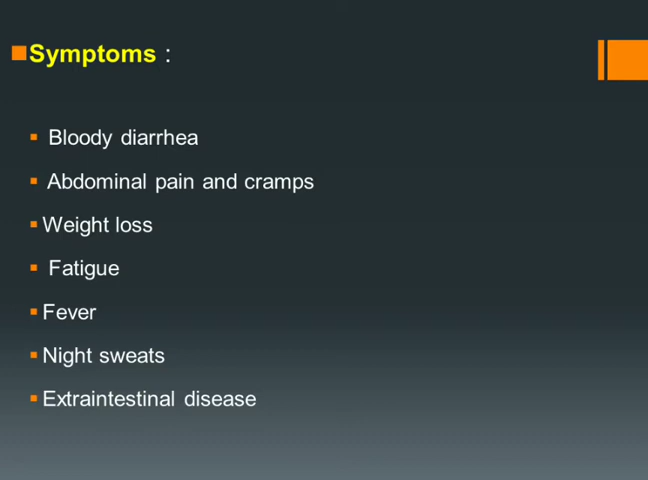 Symptoms :
Bloody diarrhea
Abdominal pain and cramps
Weight loss
Fatigue
Fever
Night sweats
Extraintestinal disease